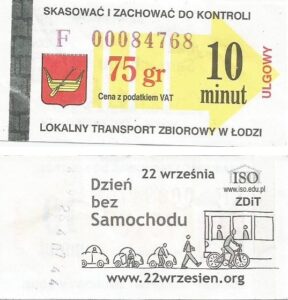 SKASOWAĆ I ZACHOWAĆ DO KONTROLI
F 00084768
75 gr
10
minut
ULGOWY
Cena z podatkiem VAT
LOKALNY TRANSPORT ZBIOROWY W ŁODZI
22 września
ISO
www.iso.edu.pl
ZDiT
Dzień
bez
Samochodu
www.22wrzesien.org